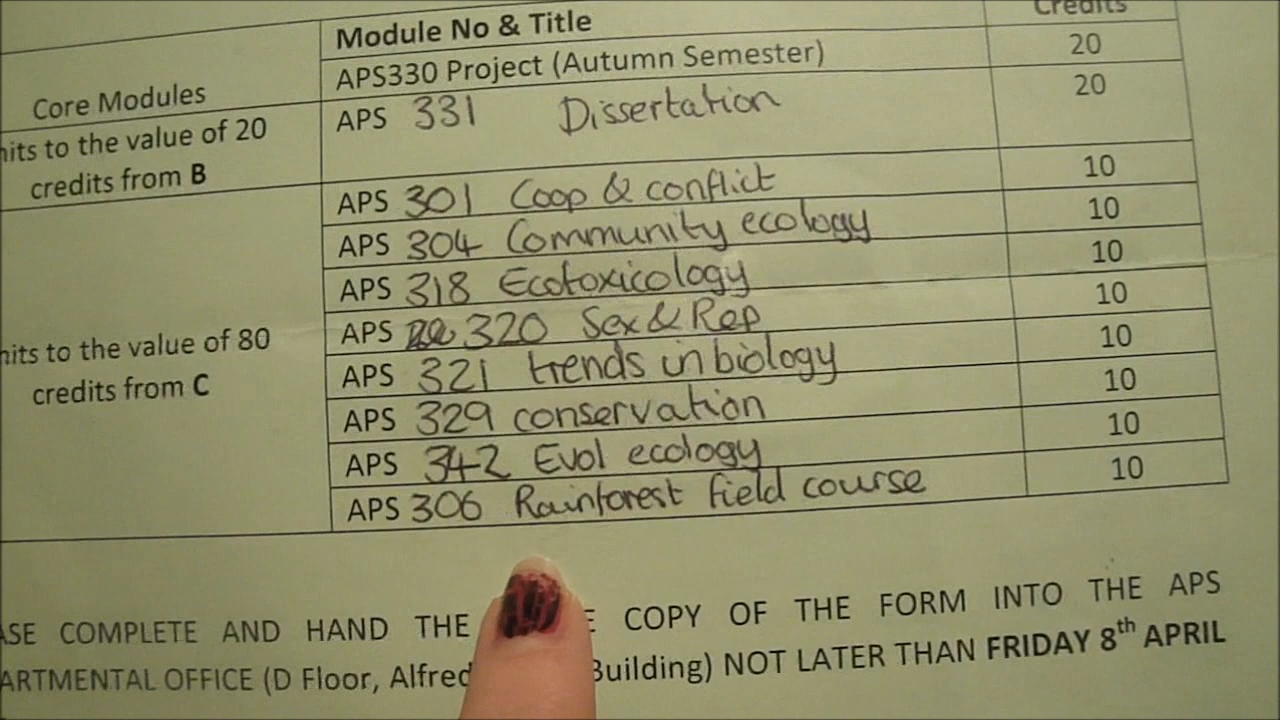 Module No & Title Credits
Core Modules APS330 Project (Autumn Semester) 20
nits to the value of 20 credits from B APS 331 Dissertation 20
nits to the value of 80 credits from C APS 301 Coop & conflict 10
APS 304 Community ecology 10
APS 318 Ecotoxicology 10
APS 320 Sex & Rep 10
APS 321 trends in biology 10
APS 329 conservation 10
APS 342 Evol ecology 10
APS 306 Rainforest field course 10
ASE COMPLETE AND HAND THE COPY OF THE FORM INTO THE APS
ARTMENTAL OFFICE (D Floor, Alfred Building) NOT LATER THAN FRIDAY 8th APRIL